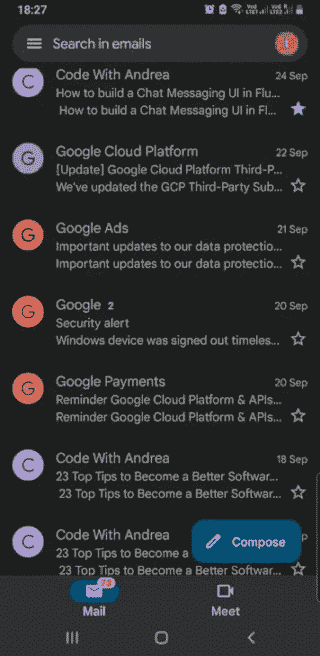 18:27
Search in emails
C
Code With Andrea
24 Sep
How to build a Chat Messaging UI in Flu...
How to build a Chat Messaging UI in Fl...
G
Google Cloud Platform
22 Sep
[Update] Google Cloud Platform Third-P...
We've updated the GCP Third-Party Sub...
G
Google Ads
21 Sep
Important updates to our data protectio...
Important updates to our data protectio...
G
Google 2
20 Sep
Security alert
Windows device was signed out timeles...
G
Google Payments
20 Sep
Reminder Google Cloud Platform & APIs...
Reminder Google Cloud Platform & APIs...
C
Code With Andrea
18 Sep
23 Top Tips to Become a Better Softwar...
23 Top Tips to Become a Better Softwar...
C
Code With Andrea
23 Top Tips to Become a
23 Top Tips to Become a Better Softwar...
Compose
73
Mail
Meet